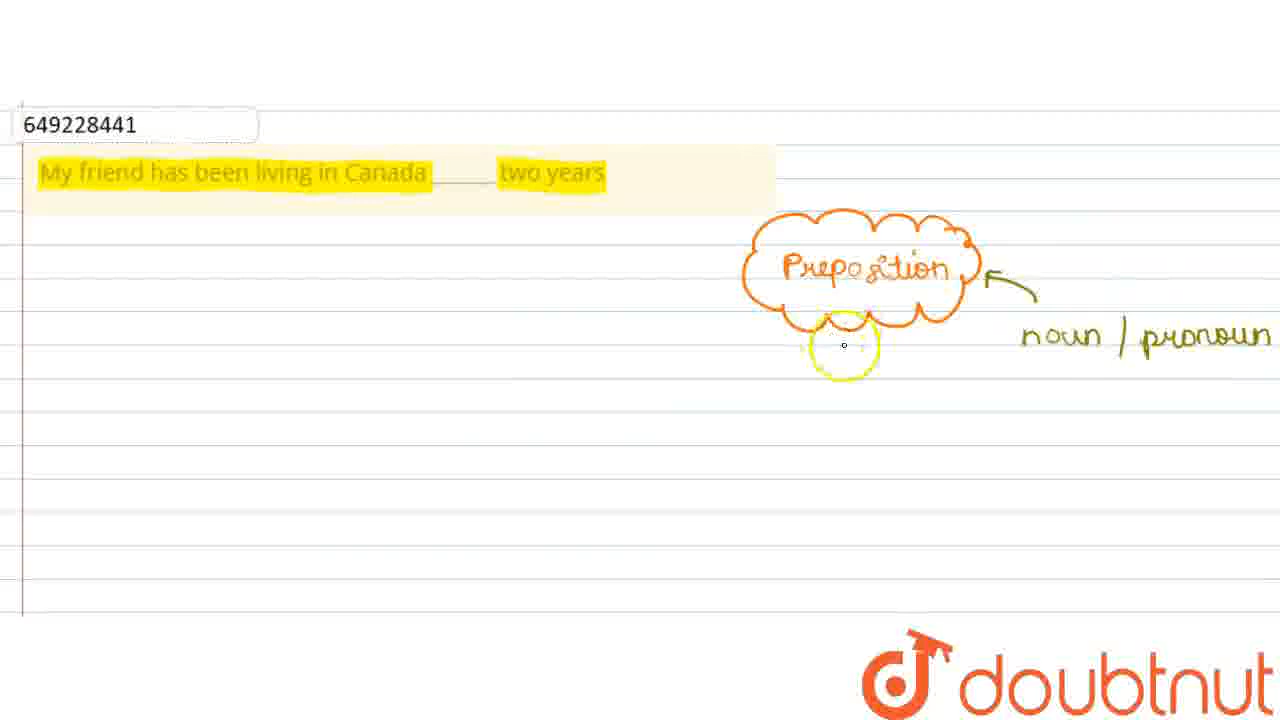 649228441
My friend has been living in Canada ______ two years
Preposition
noun / pronoun
doubtnut